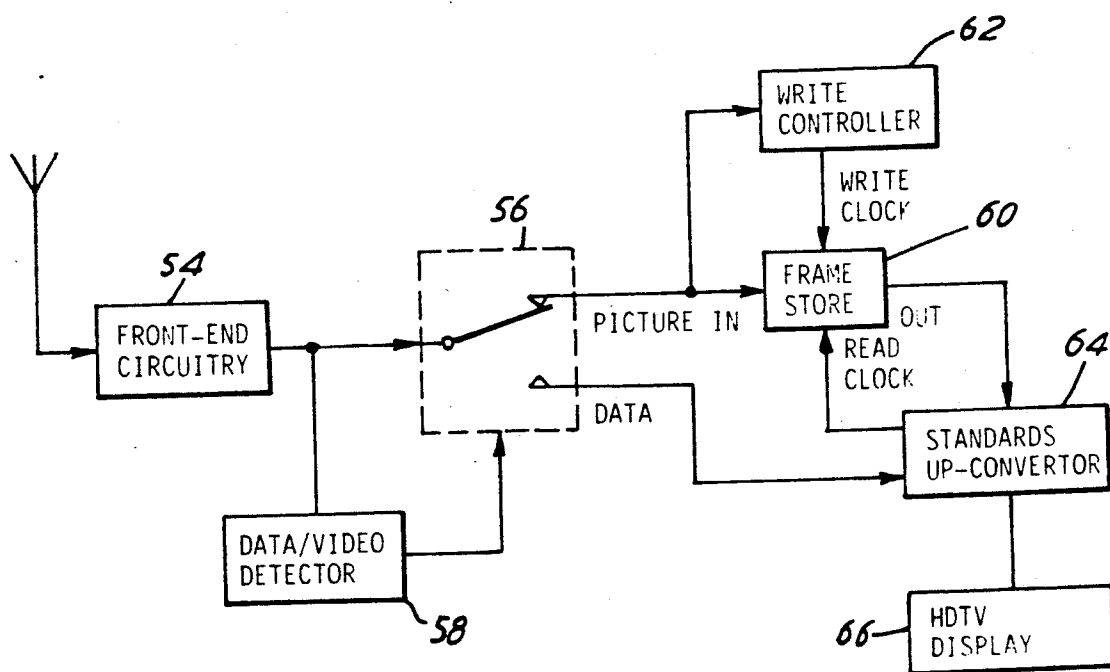 62
WRITE
CONTROLLER
WRITE
CLOCK
56
60
54
FRAME
STORE
FRONT-END
CIRCUITRY
PICTURE IN
OUT
READ
CLOCK
64
DATA
STANDARDS
UP-CONVERTOR
DATA/VIDEO
DETECTOR
58
66
HDTV
DISPLAY